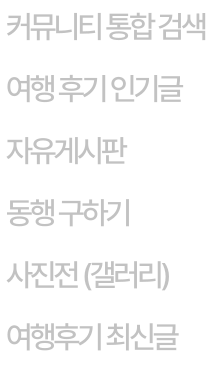 커뮤니티 통합 검색
여행 후기 인기글
자유게시판
동행 구하기
사진전 (갤러리)
여행후기 최신글